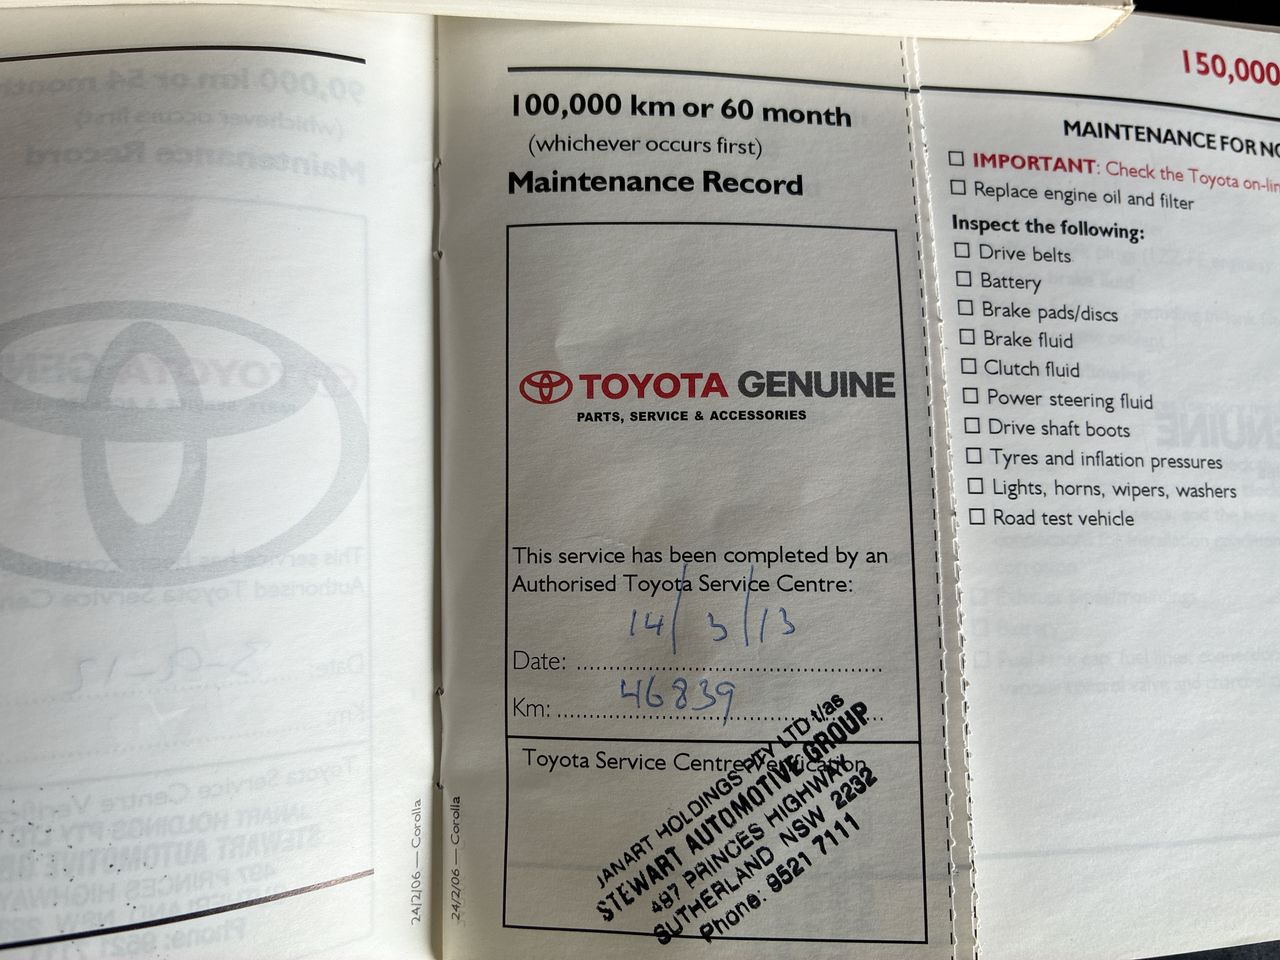 100,000 km or 60 month
(whichever occurs first)
Maintenance Record
TOYOTA GENUINE
PARTS, SERVICE & ACCESSORIES
This service has been completed by an
Authorised Toyota Service Centre:
14/3/13
Date:
46839
Km:
Toyota Service Centre Verification
JANART HOLDINGS PTY LTD t/as
STEWART AUTOMOTIVE GROUP
497 PRINCES HIGHWAY
SUTHERLAND NSW 2232
Phone: 9521 7111
24/2/06 — Corolla
24/2/06 — Corolla
150,000
MAINTENANCE FOR
IMPORTANT: Check the Toyota
Replace engine oil and filter
Inspect the following:
Drive belts
Battery
Brake pads/discs
Brake fluid
Clutch fluid
Power steering fluid
Drive shaft boots
Tyres and inflation pressures
Lights, horns, wipers, washers
Road test vehicle